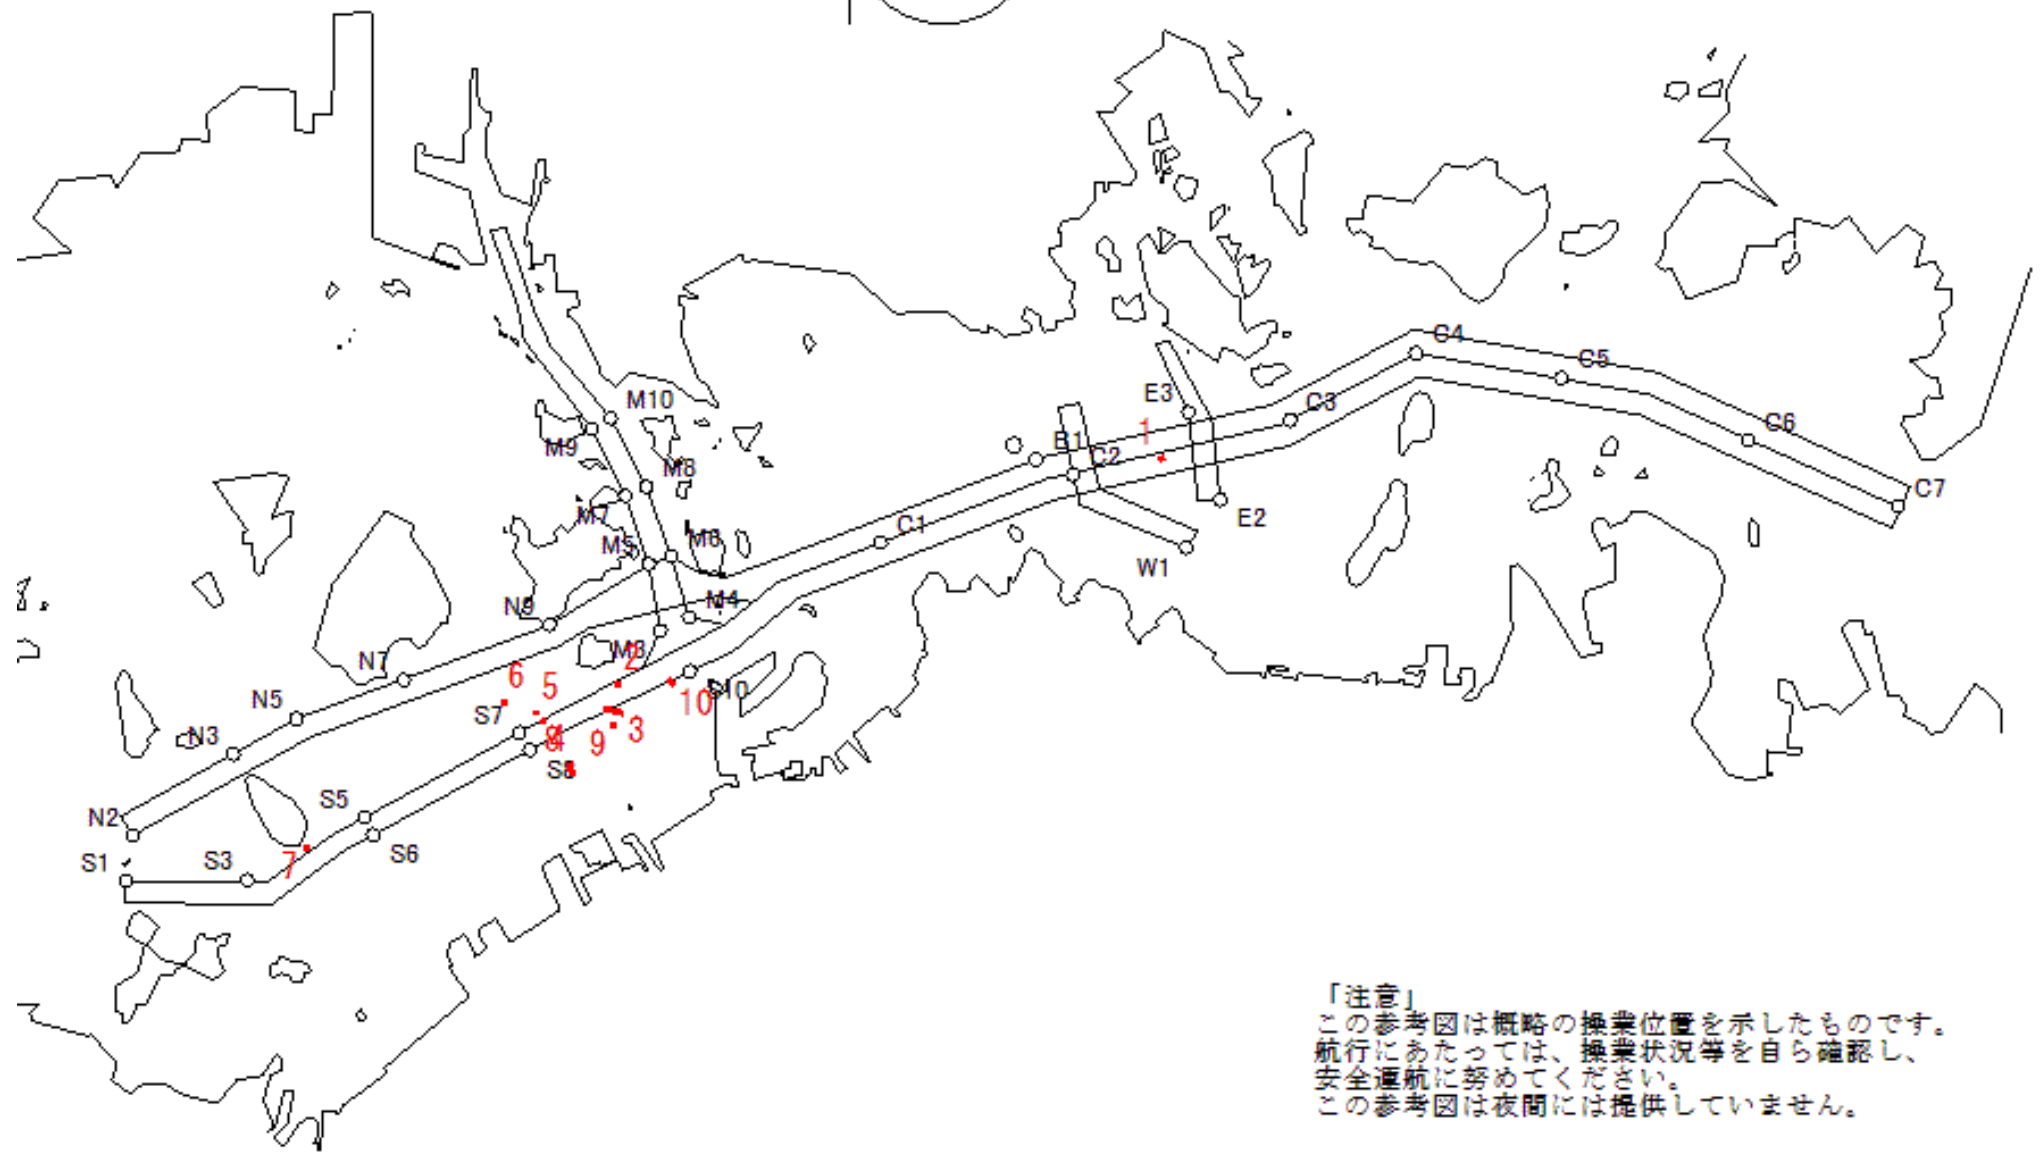 C4
C5
M10
E3
C3
1
C6
M9
B1
C2
M8
C7
M7
E2
C1
M5
M6
W1
N9
M4
M3
2
N7
6
5
10
N5
S7
3
N3
9
4
8
S5
N2
S1
S3
7
S6
「注意」
この参考図は概略の操業位置を示したものです。
航行にあたっては、操業状況等を自ら確認し、
安全運航に努めてください。
この参考図は夜間には提供していません。